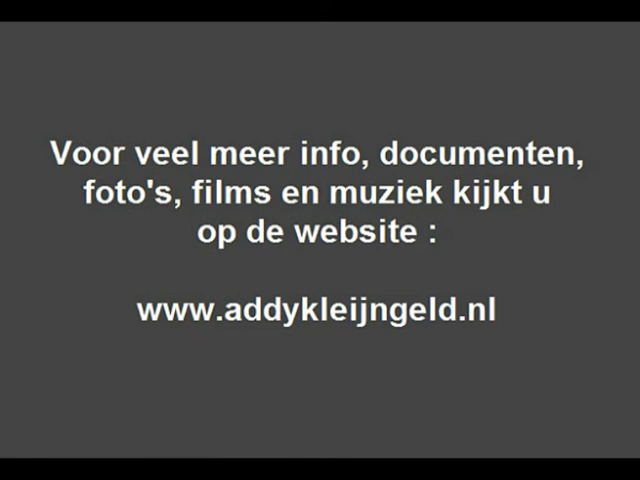 Voor veel meer info, documenten,
foto's, films en muziek kijkt u
op de website :
www.addykleijngeld.nl